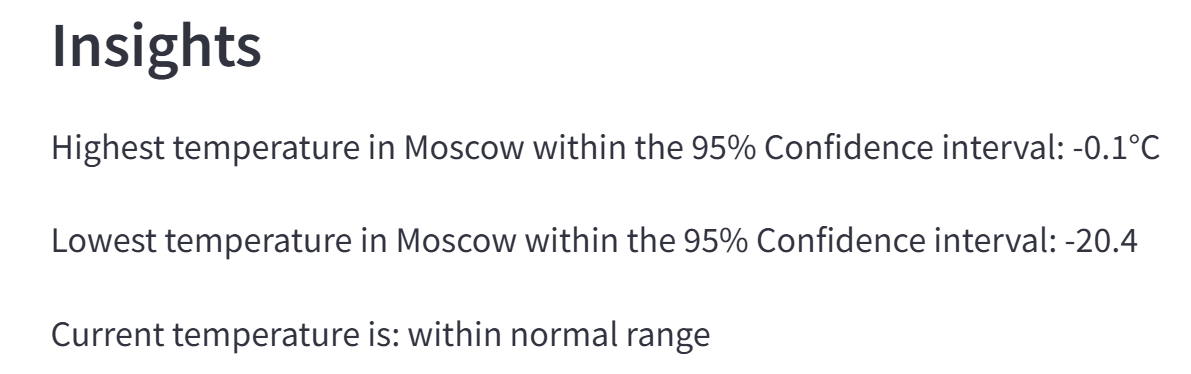 Insights
Highest temperature in Moscow within the 95% Confidence interval: -0.1°C
Lowest temperature in Moscow within the 95% Confidence interval: -20.4
Current temperature is: within normal range